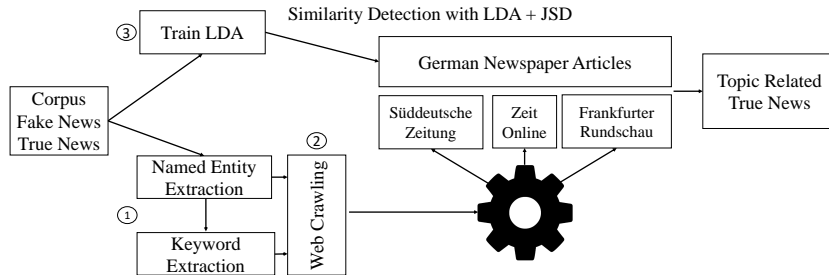 Similarity Detection with LDA + JSD
③
Train LDA
German Newspaper Articles
Topic Related
True News
Corpus
Fake News
True News
Süddeutsche
Zeitung
Zeit
Online
Frankfurter
Rundschau
②
Named Entity
Extraction
Web Crawling
①
Keyword
Extraction